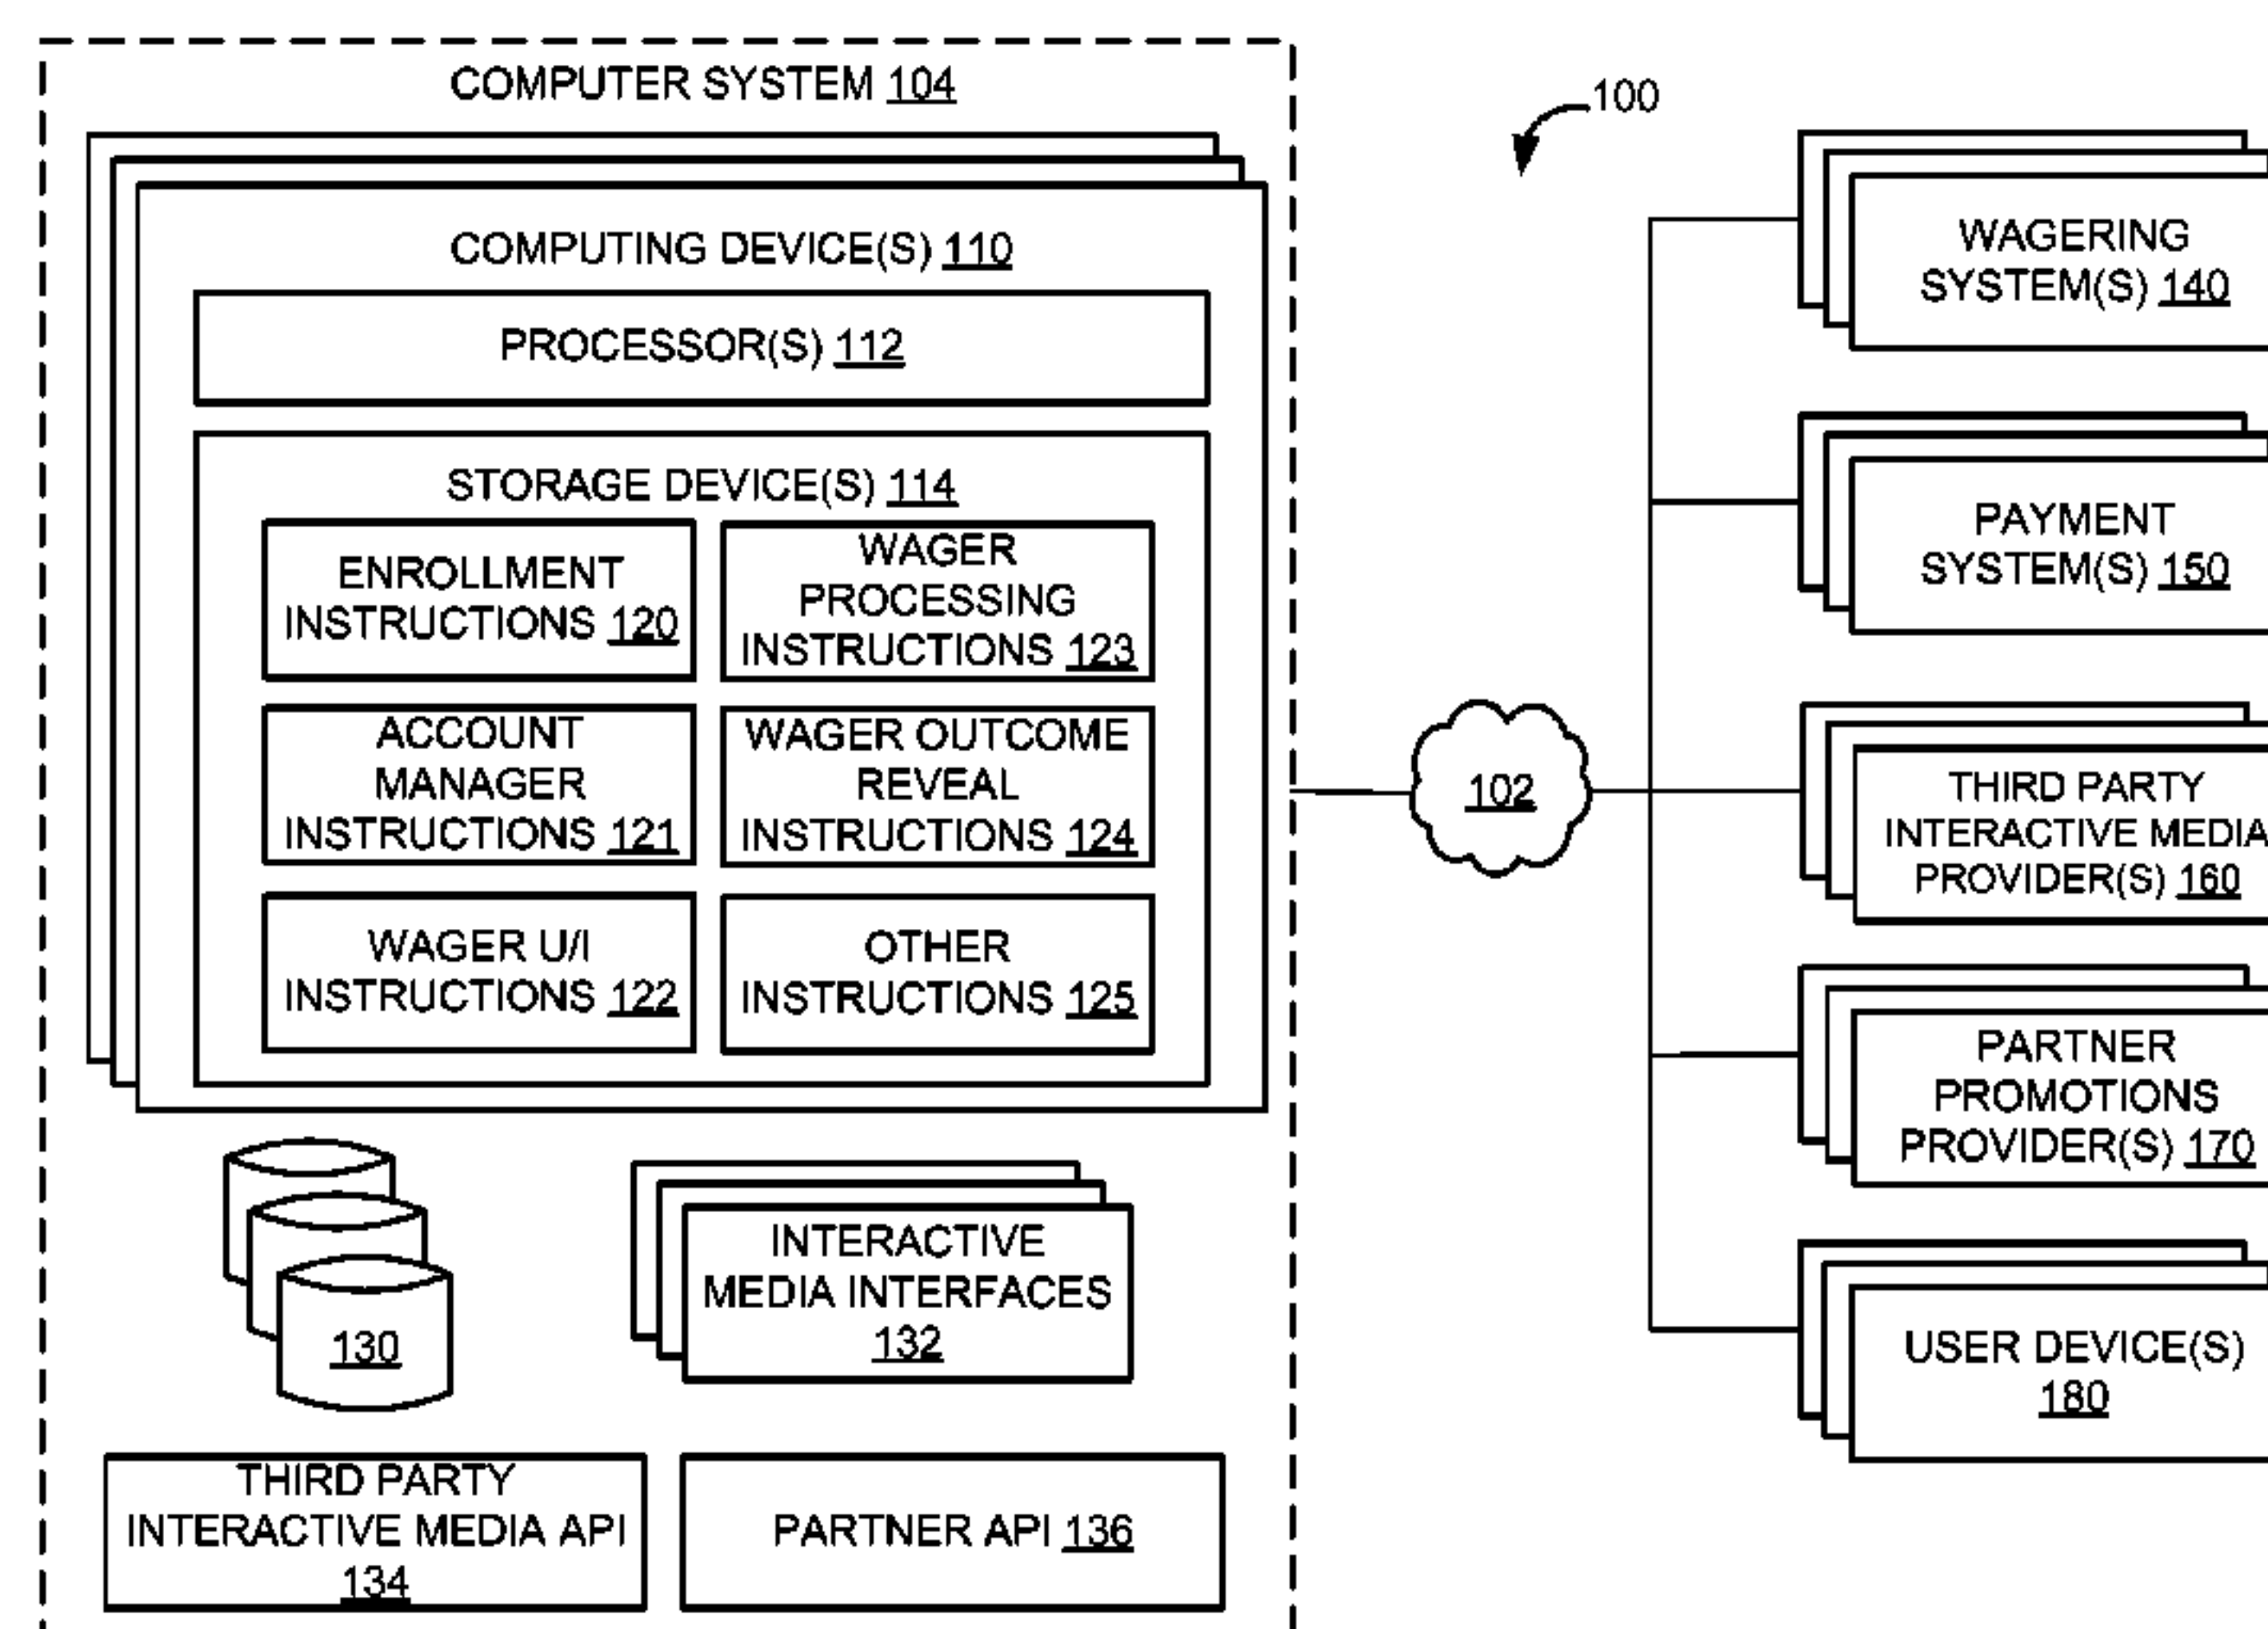 COMPUTER SYSTEM 104
COMPUTING DEVICE(S) 110
PROCESSOR(S) 112
STORAGE DEVICE(S) 114
ENROLLMENT
INSTRUCTIONS 120
WAGER
PROCESSING
INSTRUCTIONS 123
ACCOUNT
MANAGER
INSTRUCTIONS 121
WAGER OUTCOME
REVEAL
INSTRUCTIONS 124
WAGER U/I
INSTRUCTIONS 122
OTHER
INSTRUCTIONS 125
130
INTERACTIVE
MEDIA INTERFACES
132
THIRD PARTY
INTERACTIVE MEDIA API
134
PARTNER API 136
102
100
WAGERING
SYSTEM(S) 140
PAYMENT
SYSTEM(S) 150
THIRD PARTY
INTERACTIVE MEDIA
PROVIDER(S) 160
PARTNER
PROMOTIONS
PROVIDER(S) 170
USER DEVICE(S)
180